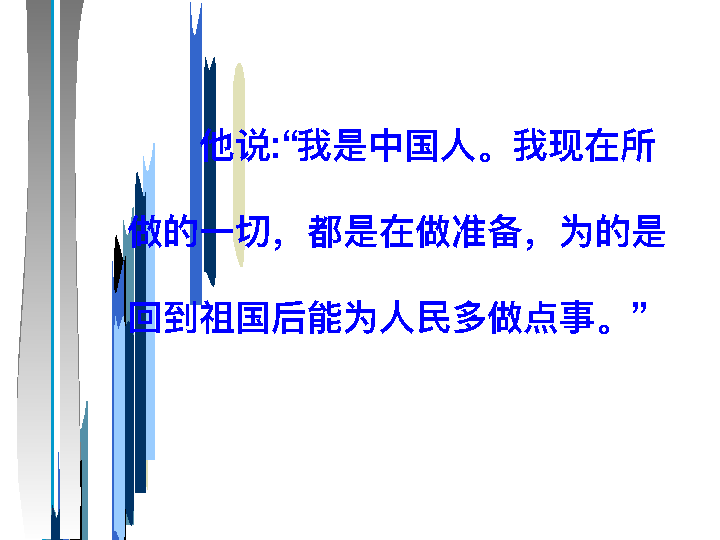 他说:“我是中国人。我现在所
做的一切，都是在做准备，为的是
回到祖国后能为人民多做点事。”